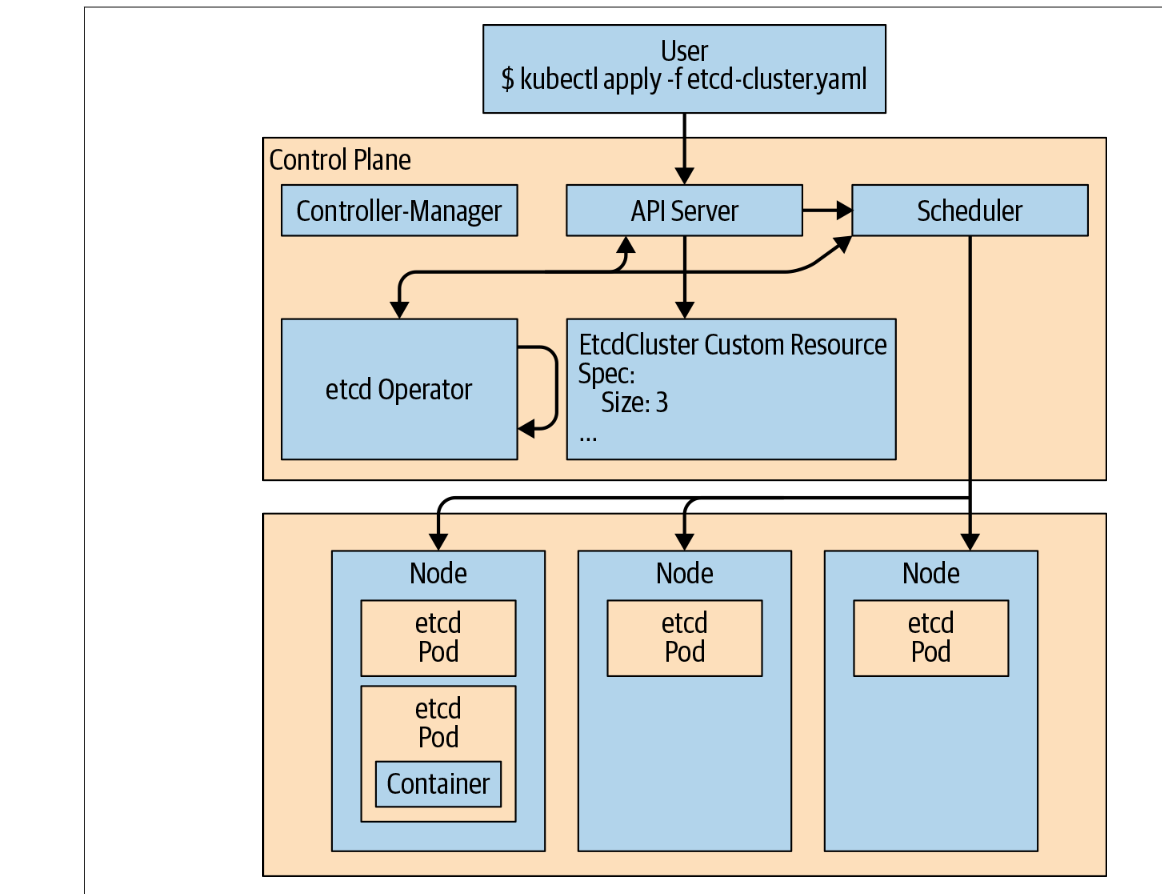 User
$ kubectl apply -f etcd-cluster.yaml
Control Plane
Controller-Manager
API Server
Scheduler
etcd Operator
EtcdCluster Custom Resource
Spec:
Size: 3
...
Node
etcd
Pod
etcd
Pod
Container
Node
etcd
Pod
Node
etcd
Pod